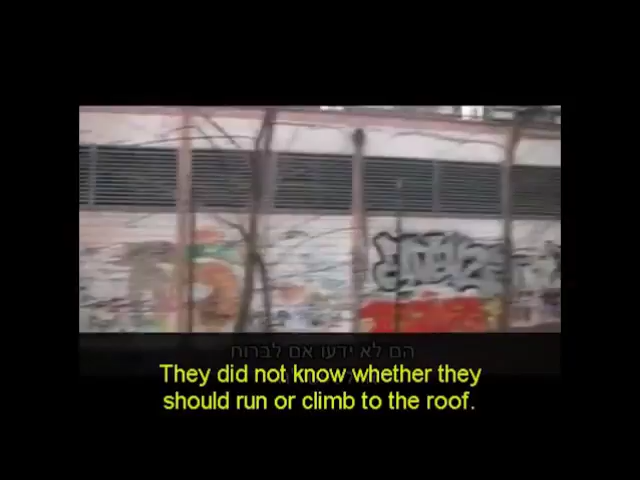 הם לא ידעו אם לברוח
They did not know whether they
should run or climb to the roof.